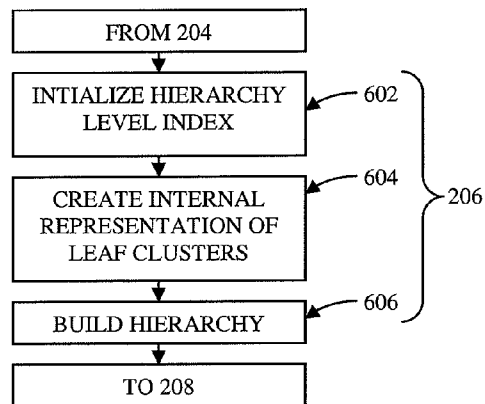 FROM 204
INTIALIZE HIERARCHY
LEVEL INDEX
602
CREATE INTERNAL
REPRESENTATION OF
LEAF CLUSTERS
604
206
BUILD HIERARCHY
606
TO 208